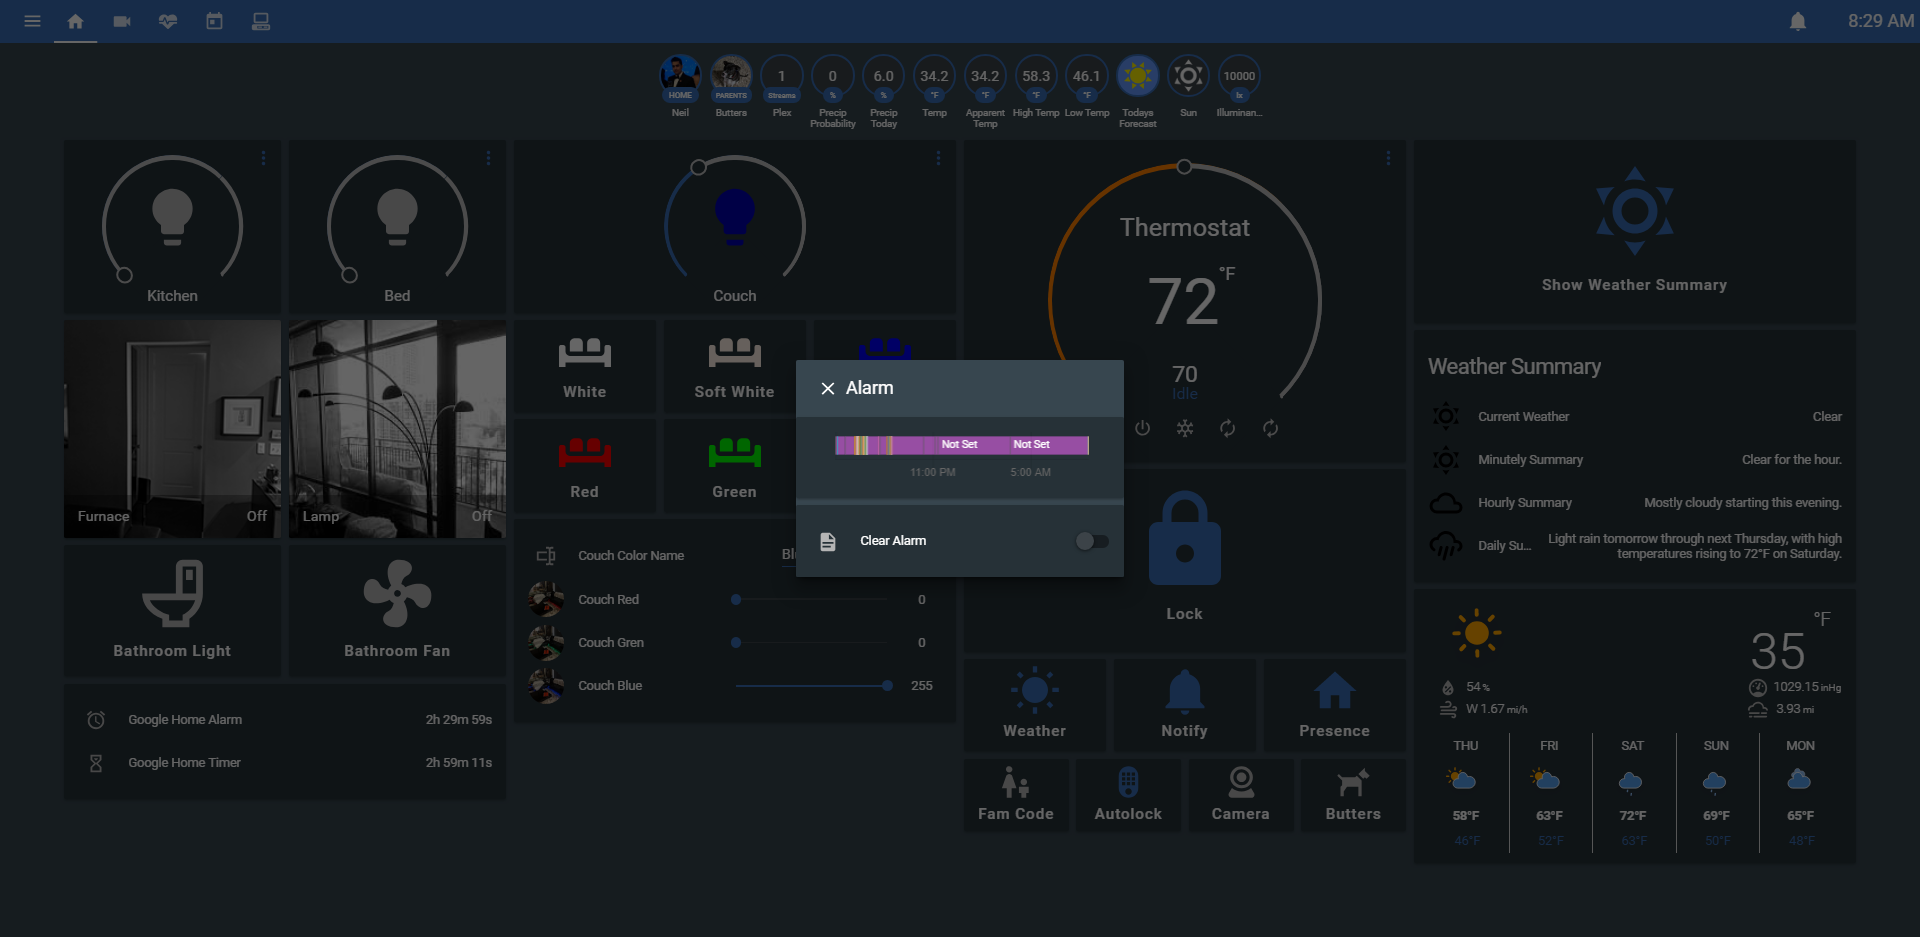 8:29 AM
1
0
6.0
34.2
34.2
58.3
46.1
10000
HOME
PARENTS
Streams
%
%
°F
°F
°F
°F
lx
Neil
Butters
Plex
Precip Probability
Precip Today
Temp
Apparent Temp
High Temp
Low Temp
Todays Forecast
Sun
Illuminan...
Kitchen
Bed
Couch
Furnace
Off
Lamp
Off
Bathroom Light
Bathroom Fan
Google Home Alarm
2h 29m 59s
Google Home Timer
2h 59m 11s
White
Soft White
Red
Green
Couch Color Name
Couch Red
0
Couch Gren
0
Couch Blue
255
Alarm
Not Set
Not Set
11:00 PM
5:00 AM
Clear Alarm
Thermostat
72
°F
70
Idle
Lock
Weather
Notify
Presence
Fam Code
Autolock
Camera
Butters
Show Weather Summary
Weather Summary
Current Weather
Clear
Minutely Summary
Clear for the hour.
Hourly Summary
Mostly cloudy starting this evening.
Daily Su...
Light rain tomorrow through next Thursday, with high
temperatures rising to 72°F on Saturday.
35
°F
54 %
1029.15 inHg
W 1.67 mi/h
3.93 mi
THU
FRI
SAT
SUN
MON
58°F
63°F
72°F
69°F
65°F
46°F
52°F
63°F
50°F
48°F